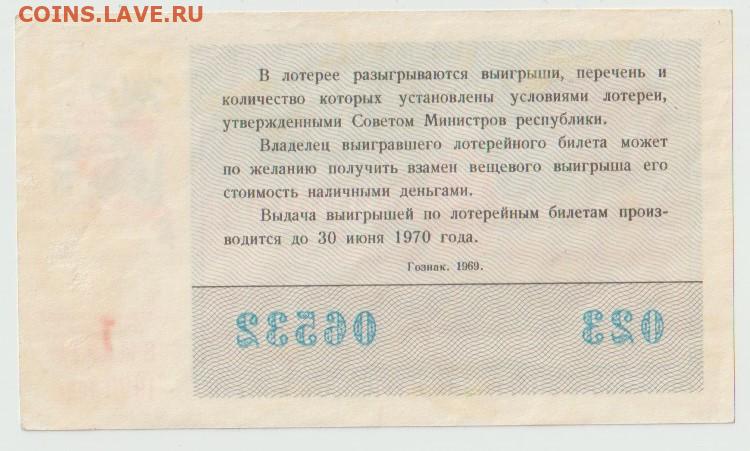 COINS.LAVE.RU
В лотерее разыгрываются выигрыши, перечень и
количество которых установлены условиями лотереи,
утвержденными Советом Министров республики.
Владелец выигравшего лотерейного билета может
по желанию получить взамен вещевого выигрыша его
стоимость наличными деньгами.
Выдача выигрышей по лотерейным билетам произ-
водится до 30 июня 1970 года.
Гознак. 1969.
023 06532